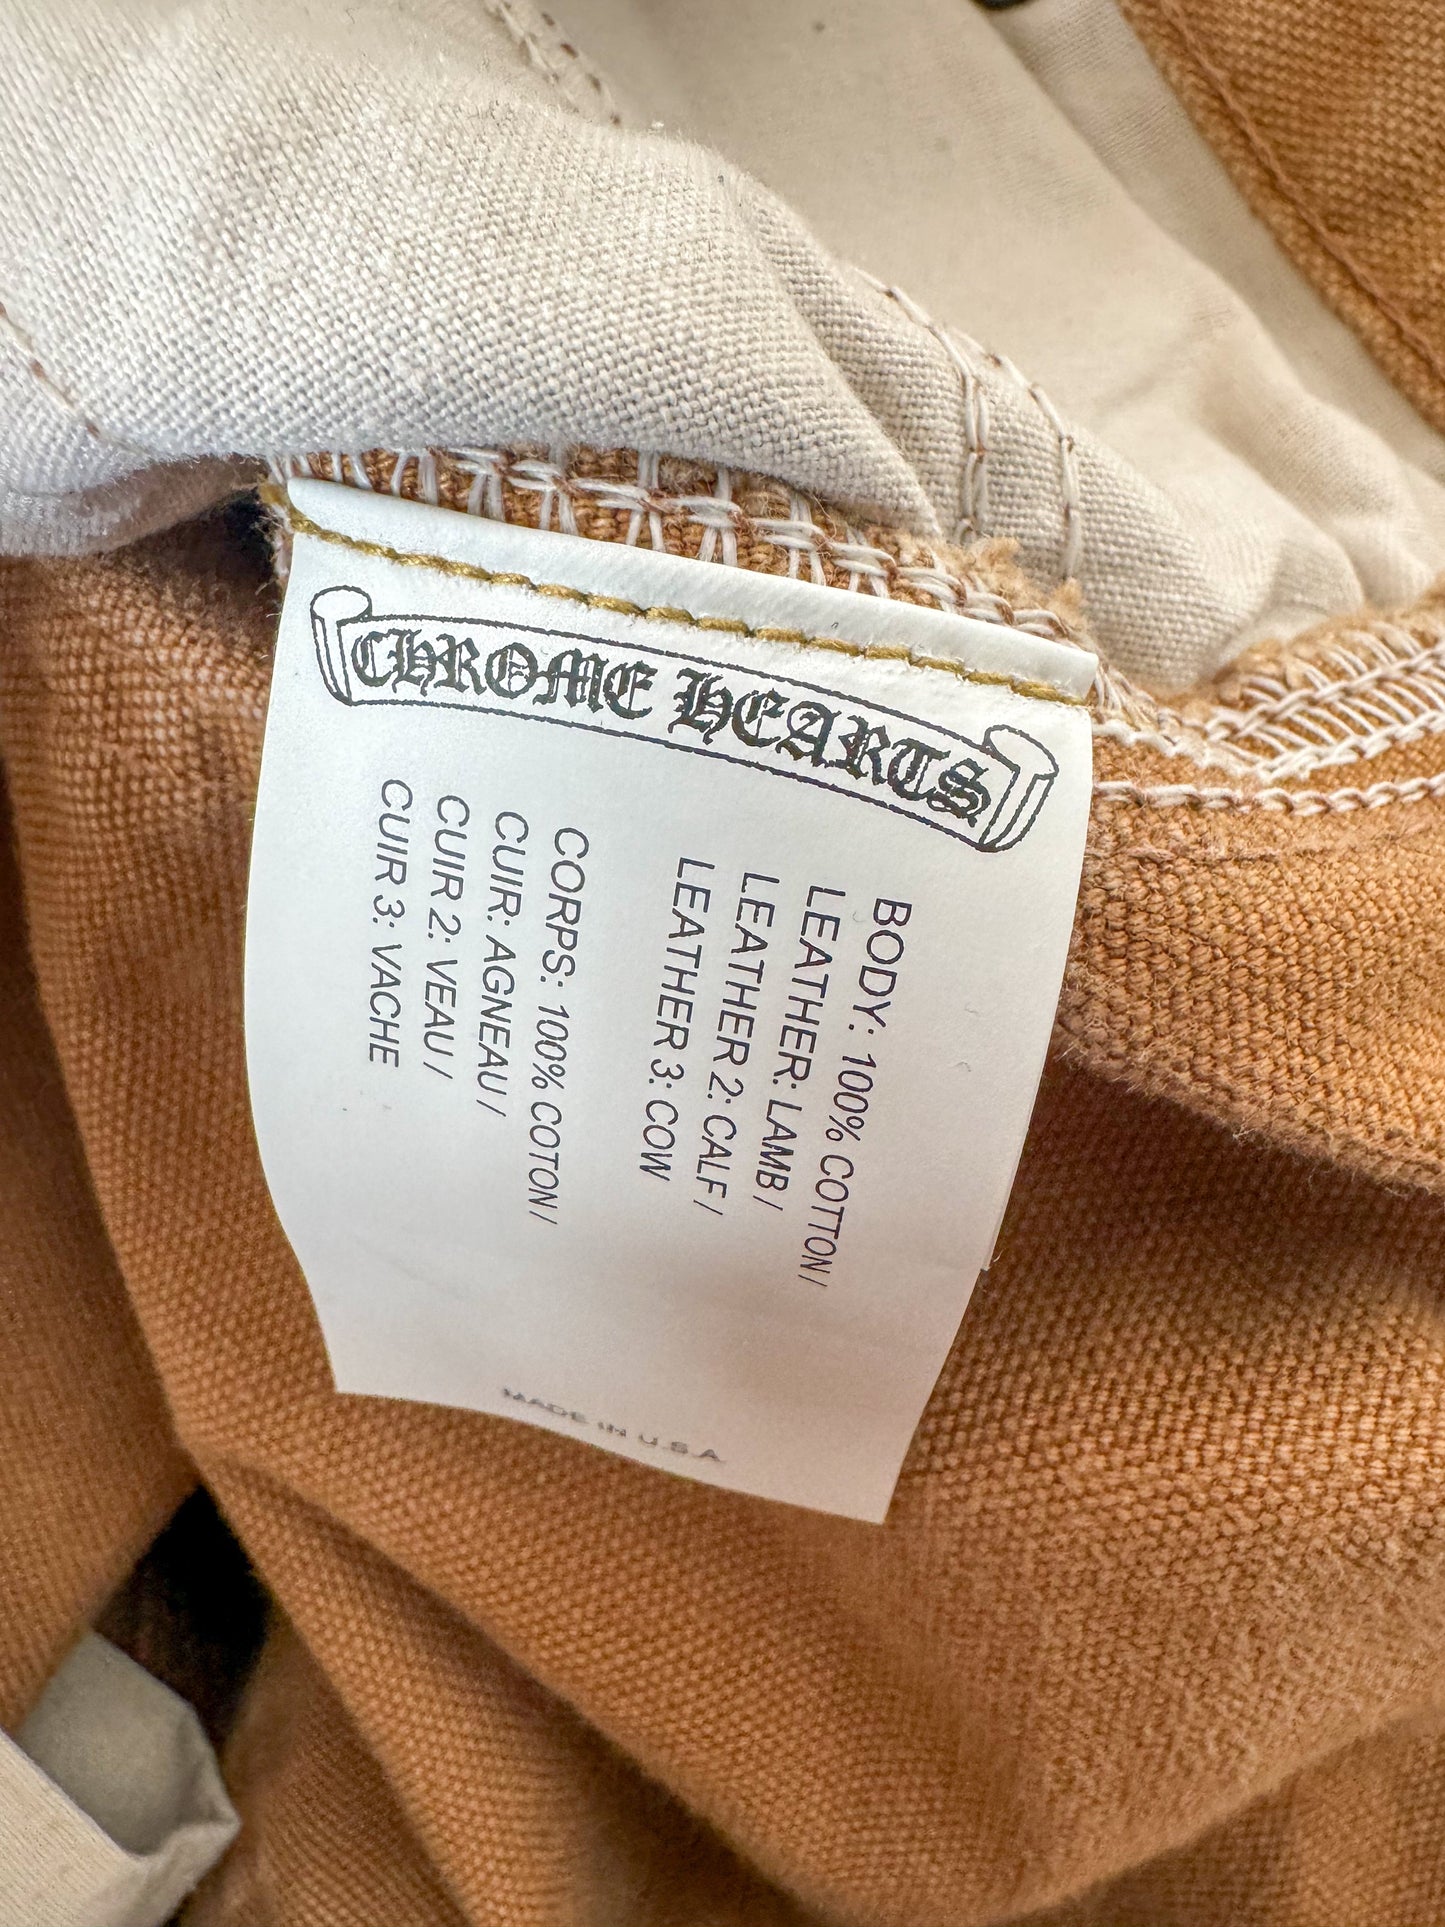 CHROME HEARTS
BODY: 100% COTTON /
LEATHER: LAMB /
LEATHER 2: CALF /
LEATHER 3: COW
CORPS: 100% COTON /
CUIR: AGNEAU /
CUIR 2: VEAU /
CUIR 3: VACHE
MADE IN U.S.A